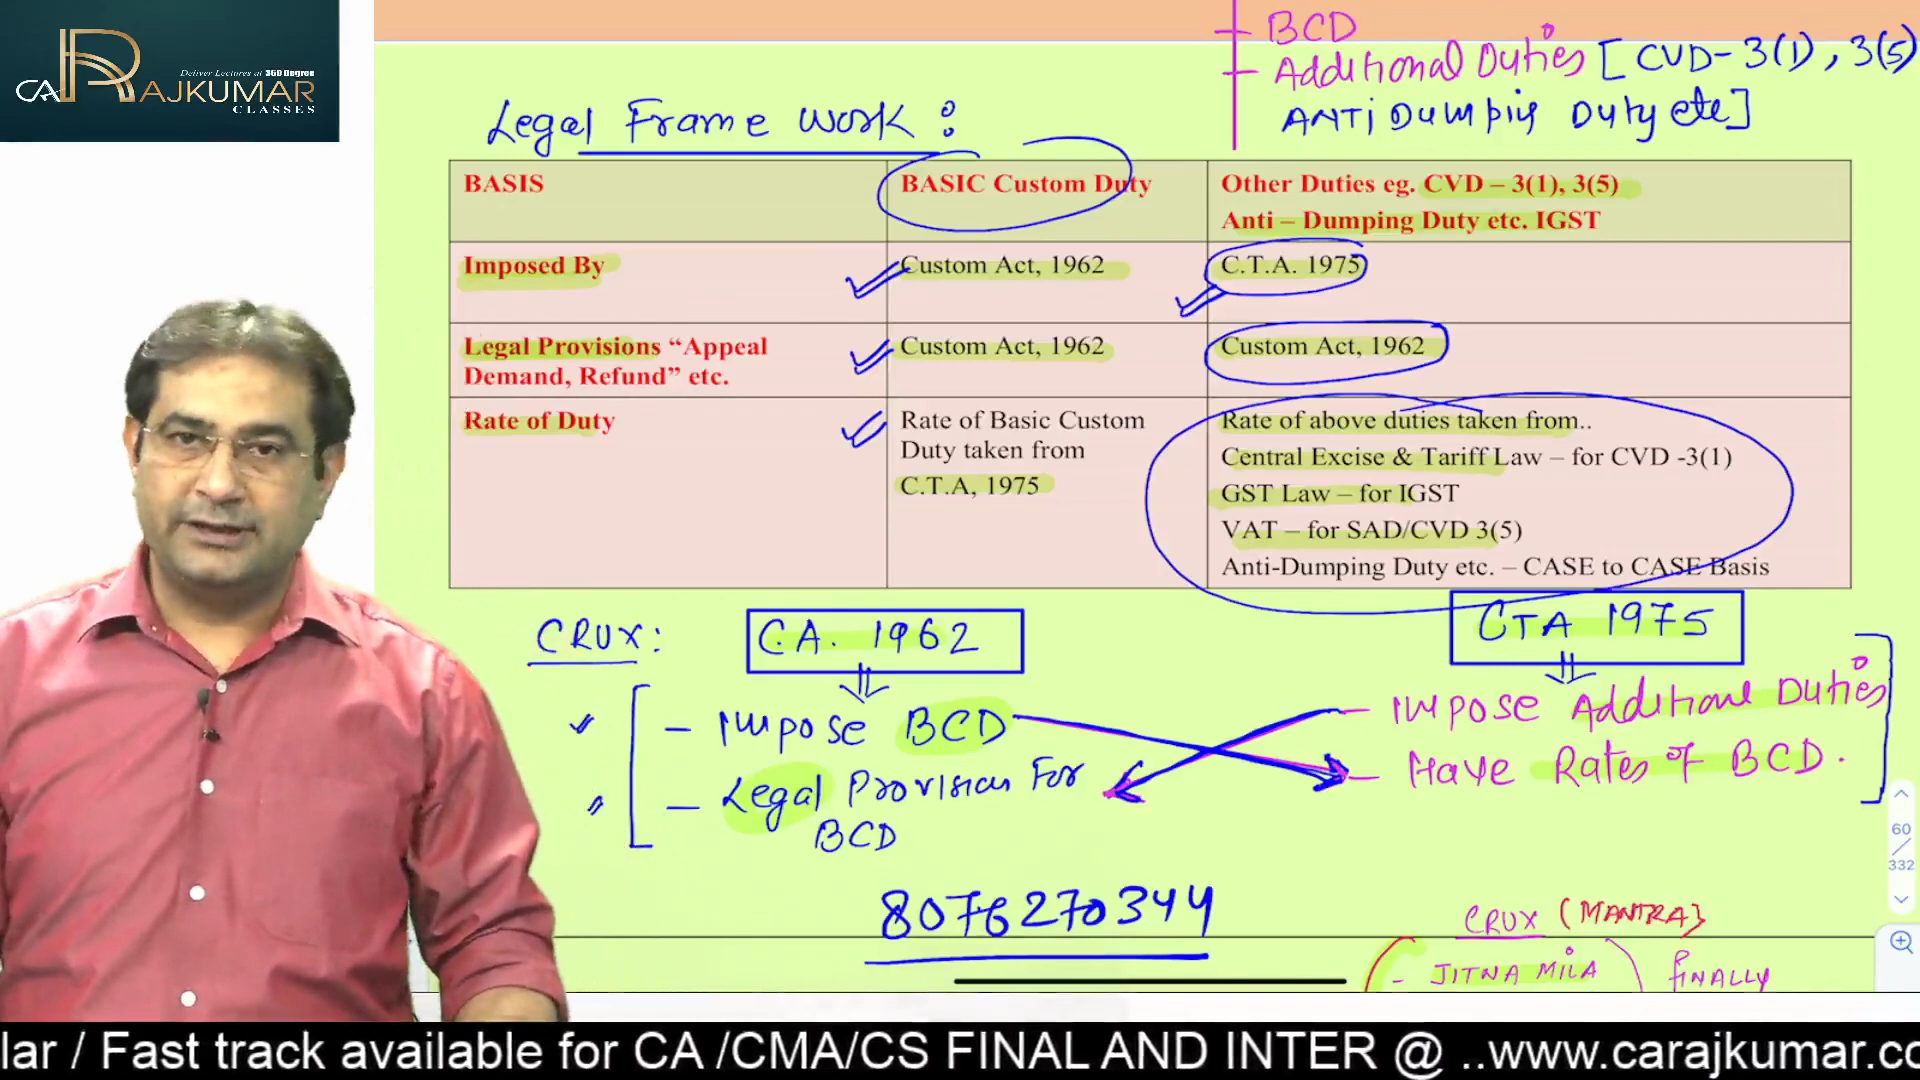 Deliver Lectures at 360 Degree
CA RAJKUMAR
CLASSES
BCD
Additional Duties [CVD-3(1), 3(5)
ANTI Dumping Duty etc]
Legal Frame Work :
BASIS
BASIC Custom Duty
Other Duties eg. CVD – 3(1), 3(5)
Anti – Dumping Duty etc. IGST
Imposed By
Custom Act, 1962
C.T.A. 1975
Legal Provisions “Appeal
Demand, Refund” etc.
Custom Act, 1962
Custom Act, 1962
Rate of Duty
Rate of Basic Custom
Duty taken from
C.T.A, 1975
Rate of above duties taken from..
Central Excise & Tariff Law – for CVD -3(1)
GST Law – for IGST
VAT – for SAD/CVD 3(5)
Anti-Dumping Duty etc. – CASE to CASE Basis
CRUX :
C.A. 1962
- Impose BCD
- Legal Provision For
BCD
CTA 1975
- Impose Additional Duties
- Have Rates of BCD.
8076270344
60
/
332
CRUX (MANTRA)
- JITNA MILA
FINALLY
lar / Fast track available for CA /CMA/CS FINAL AND INTER @ ..www.carajkumar.co